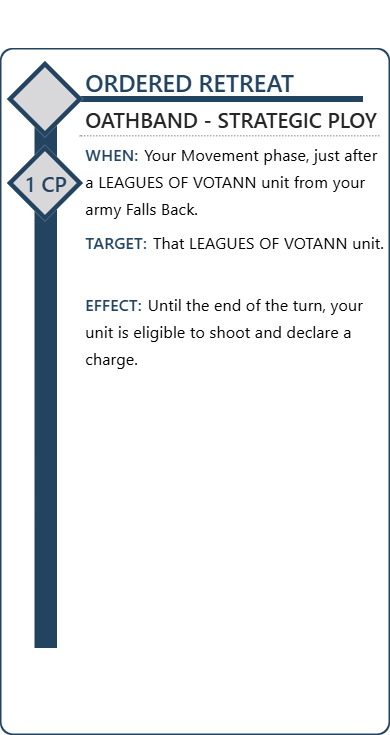 ORDERED RETREAT
OATHBAND - STRATEGIC PLOY
WHEN: Your Movement phase, just after
1 CP
a LEAGUES OF VOTANN unit from your
army Falls Back.
TARGET: That LEAGUES OF VOTANN unit.
EFFECT: Until the end of the turn, your
unit is eligible to shoot and declare a
charge.